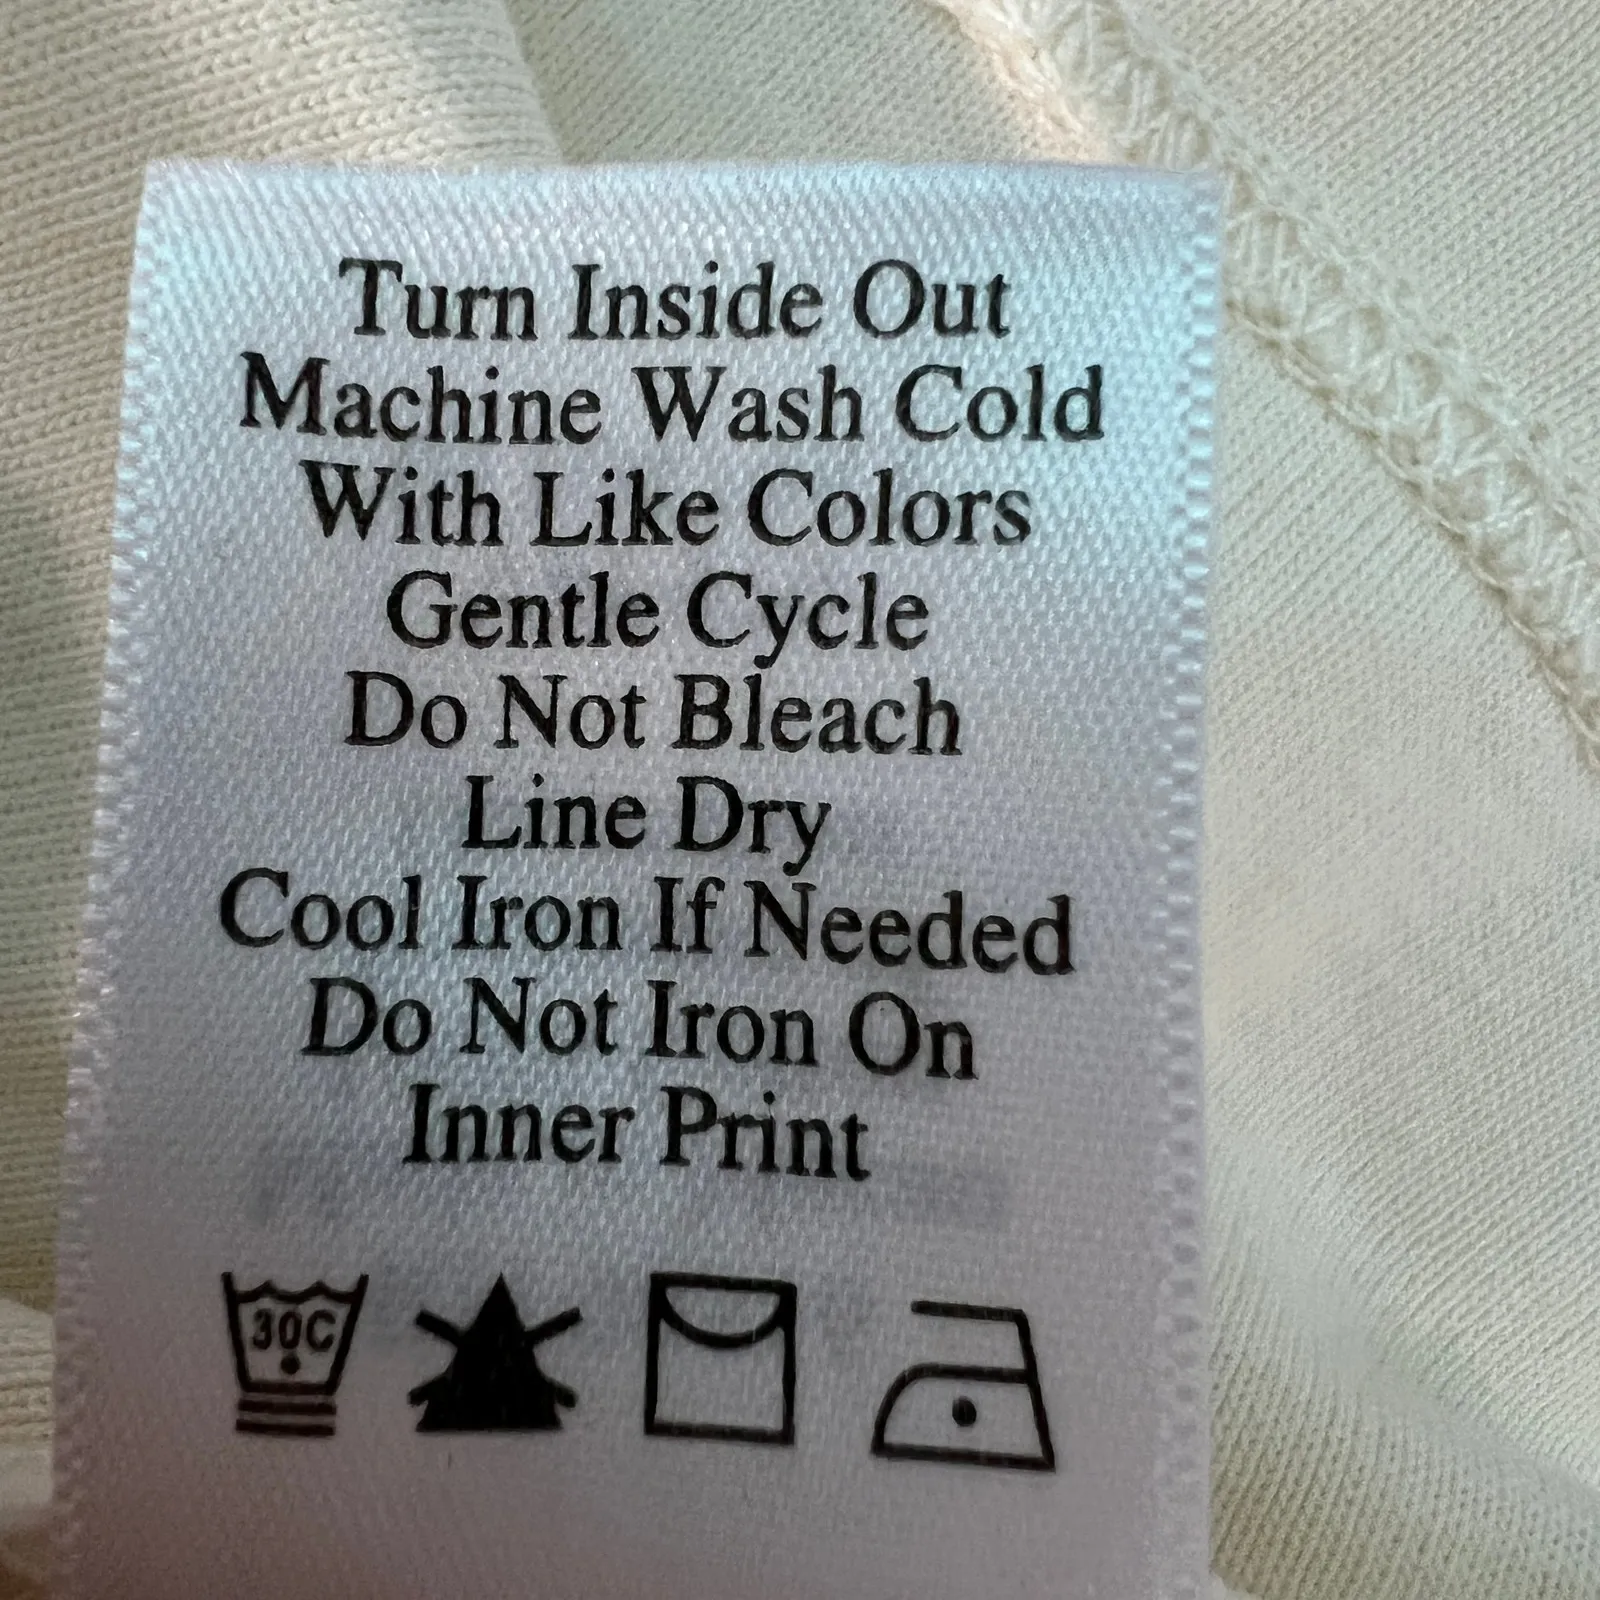 Turn Inside Out
Machine Wash Cold
With Like Colors
Gentle Cycle
Do Not Bleach
Line Dry
Cool Iron If Needed
Do Not Iron On
Inner Print
30C